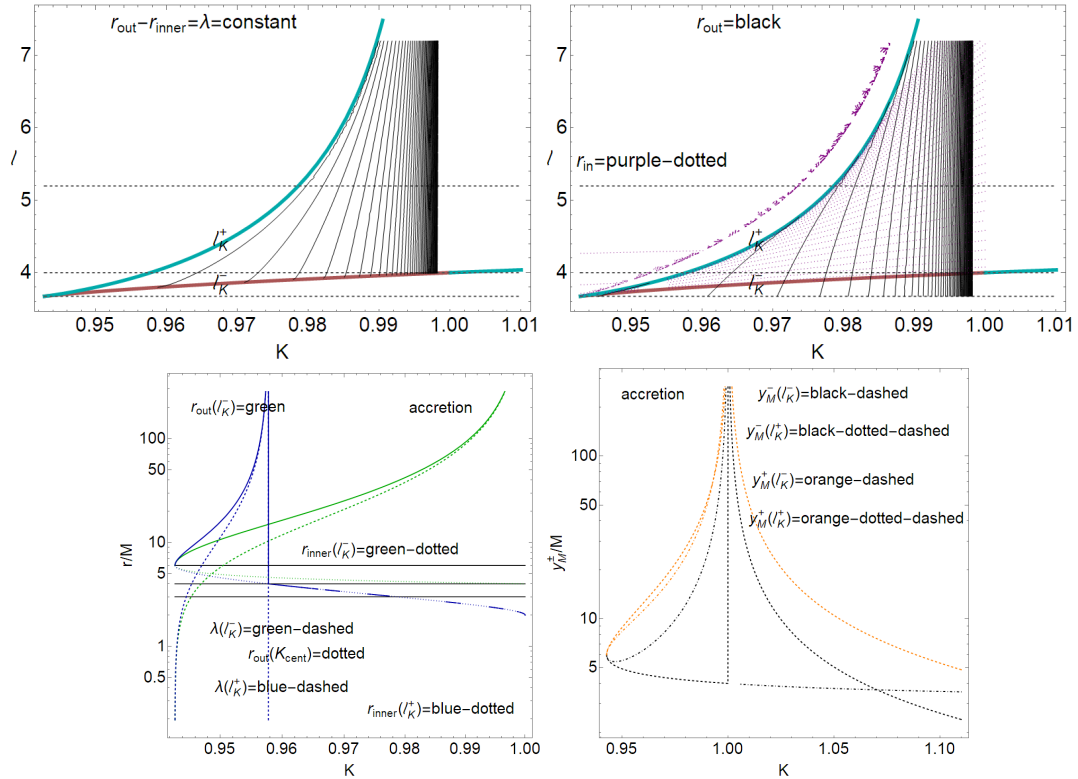 r_out−r_inner=λ=constant
7
6
ℓ
5
l_K^+
4
l_K^-
0.95 0.96 0.97 0.98 0.99 1.00 1.01
K
r_out=black
7
6
ℓ
r_in=purple−dotted
5
l_K^+
4
l_K^-
0.95 0.96 0.97 0.98 0.99 1.00 1.01
K
r_out(l_K^-)=green
accretion
100
50
10
r/M
5
r_inner(l_K^-)=green−dotted
1
λ(l_K^-)=green−dashed
r_out(K_cent)=dotted
0.5
λ(l_K^+)=blue−dashed
r_inner(l_K^+)=blue−dotted
0.95 0.96 0.97 0.98 0.99 1.00
K
accretion
y_M^-(l_K^-)=black−dashed
y_M^-(l_K^+)=black−dotted−dashed
100
y_M^+(l_K^-)=orange−dashed
50
y_M^+(l_K^+)=orange−dotted−dashed
y_M^±/M
10
5
0.95 1.00 1.05 1.10
K